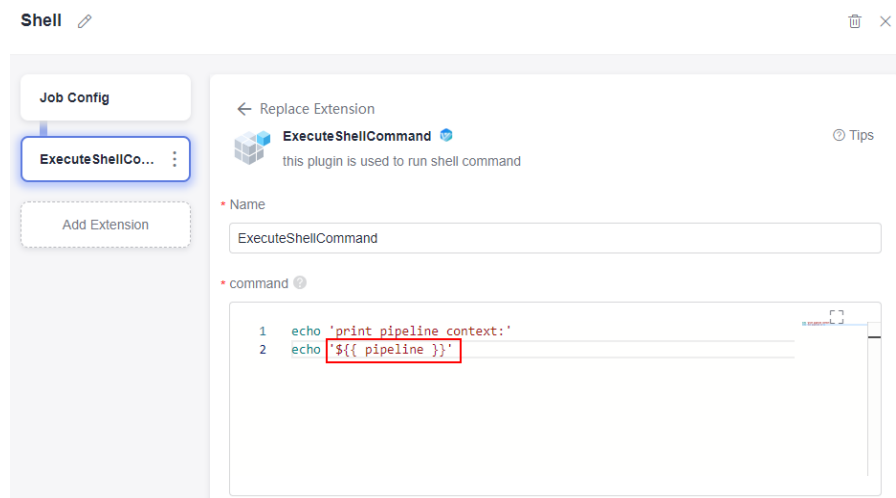 Shell
Job Config
ExecuteShellCo...
Add Extension
Replace Extension
ExecuteShellCommand
Tips
this plugin is used to run shell command
* Name
ExecuteShellCommand
* command
1 echo 'print pipeline context:'
2 echo '${{ pipeline }}'